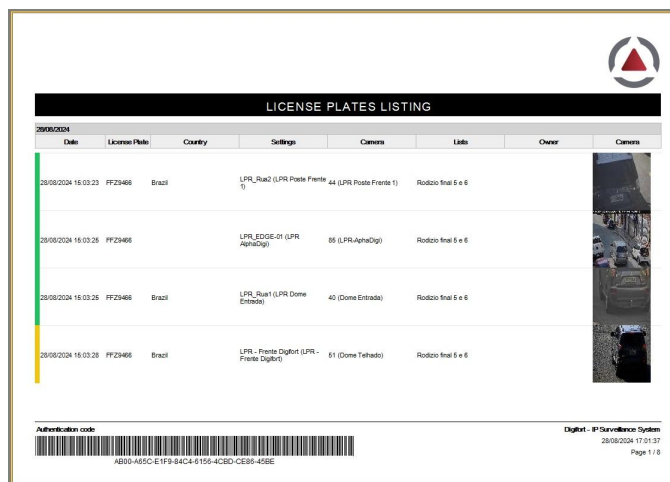 LICENSE PLATES LISTING
28/08/2024
Date License Plate Country Settings Camera Lists Owner Camera
28/08/2024 15:03:23 FFZ9466 Brazil LPR_Rua2 (LPR Poste Frente 1) 44 (LPR Poste Frente 1) Rodizio final 5 e 6
28/08/2024 15:03:25 FFZ9466 LPR_EDGE-01 (LPR AlphaDigi) 85 (LPR-AphaDigi) Rodizio final 5 e 6
28/08/2024 15:03:25 FFZ9466 Brazil LPR_Rua1 (LPR Dome Entrada) 40 (Dome Entrada) Rodizio final 5 e 6
28/08/2024 15:03:28 FFZ9466 Brazil LPR - Frente Digifort (LPR - Frente Digifort) 51 (Dome Telhado) Rodizio final 5 e 6
Authentication code
AB00-A65C-E1F9-84C4-6156-4CBD-CE86-45BE
Digifort - IP Surveillance System
28/08/2024 17:01:37
Page 1 / 8